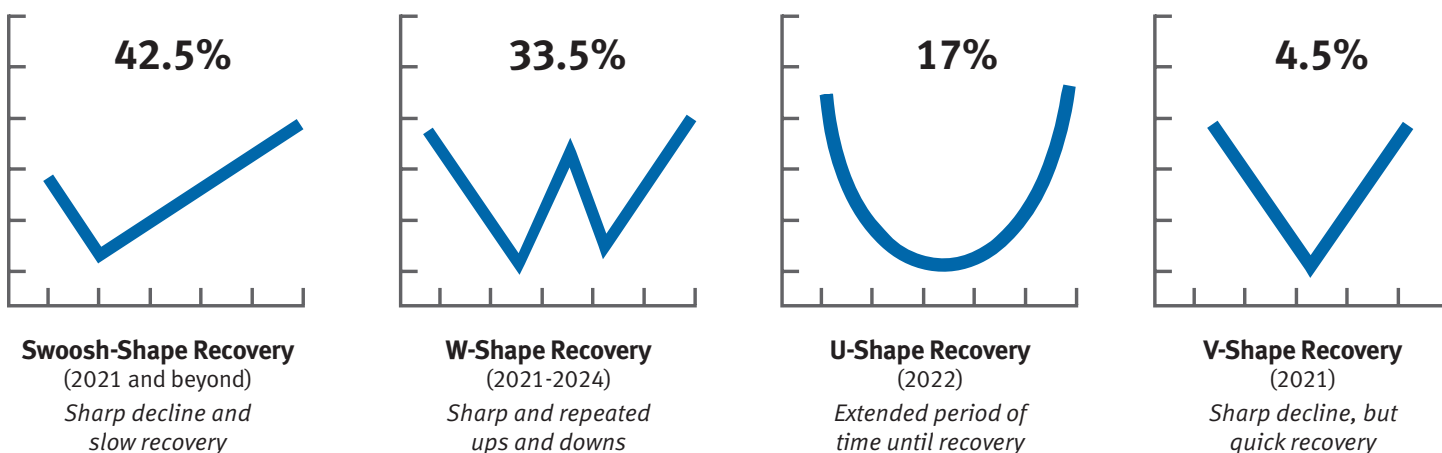 42.5%
33.5%
17%
4.5%
Swoosh-Shape Recovery
(2021 and beyond)
Sharp decline and
slow recovery
W-Shape Recovery
(2021-2024)
Sharp and repeated
ups and downs
U-Shape Recovery
(2022)
Extended period of
time until recovery
V-Shape Recovery
(2021)
Sharp decline, but
quick recovery